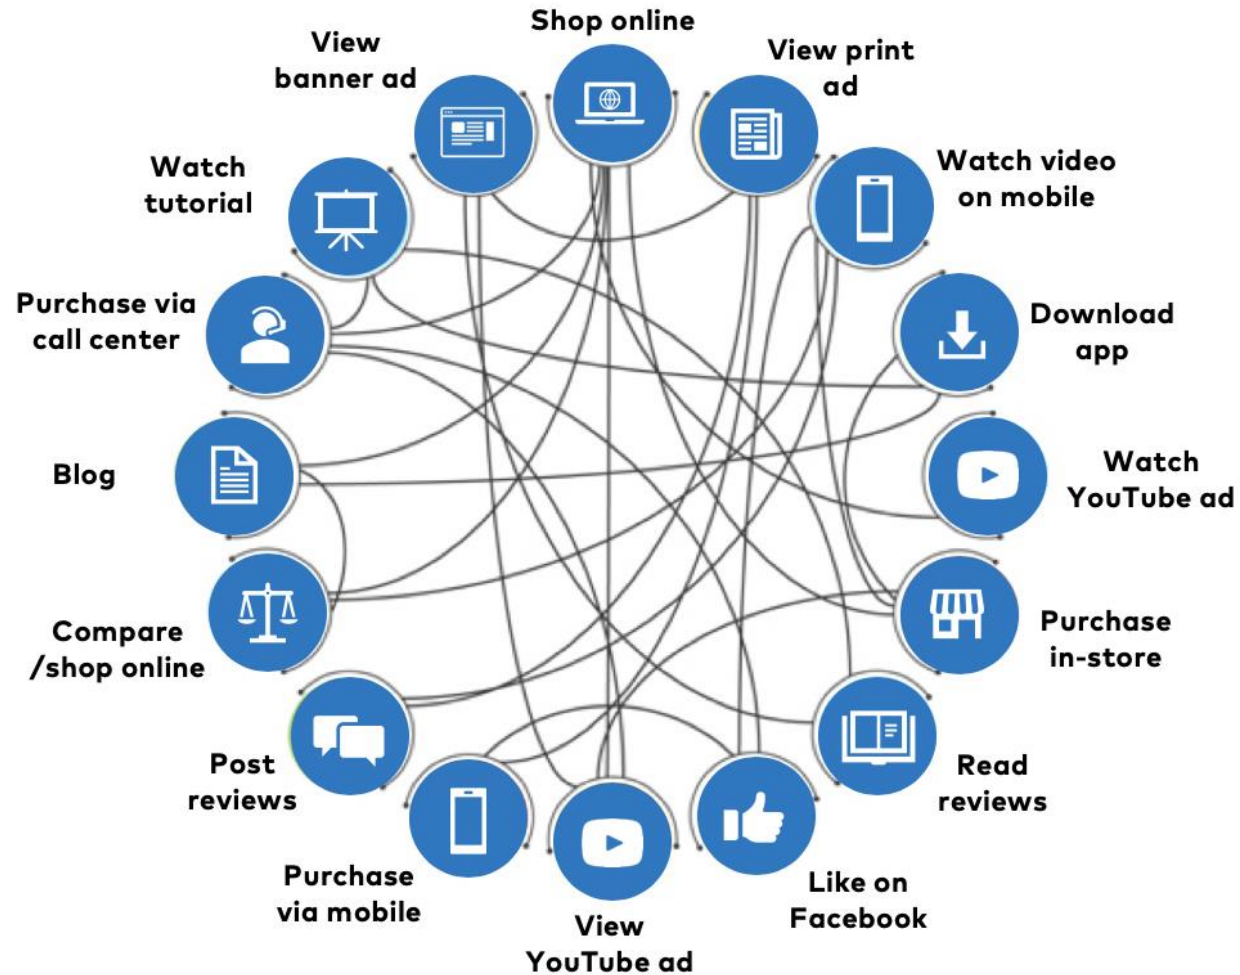 Shop online
View
banner ad
View print
ad
Watch
tutorial
Watch video
on mobile
Purchase via
call center
Download
app
Blog
Watch
YouTube ad
Compare
/shop online
Purchase
in-store
Post
reviews
Read
reviews
Purchase
via mobile
Like on
Facebook
View
YouTube ad